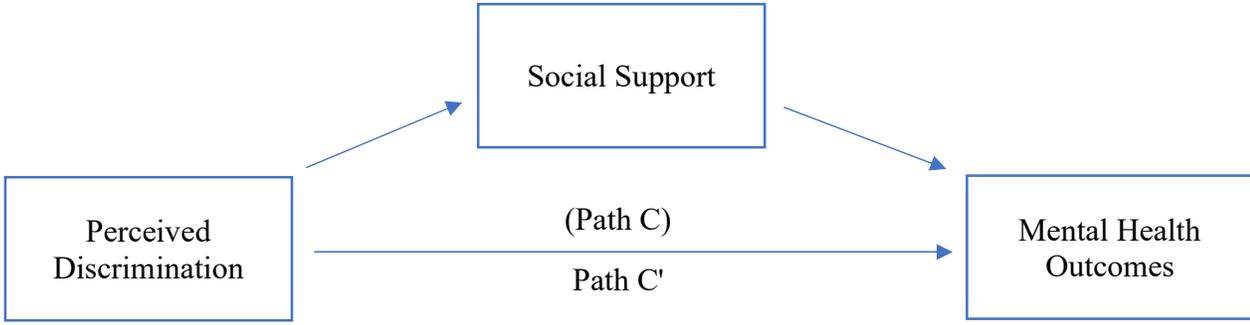 Social Support
Perceived
Discrimination
(Path C)
Path C'
Mental Health
Outcomes